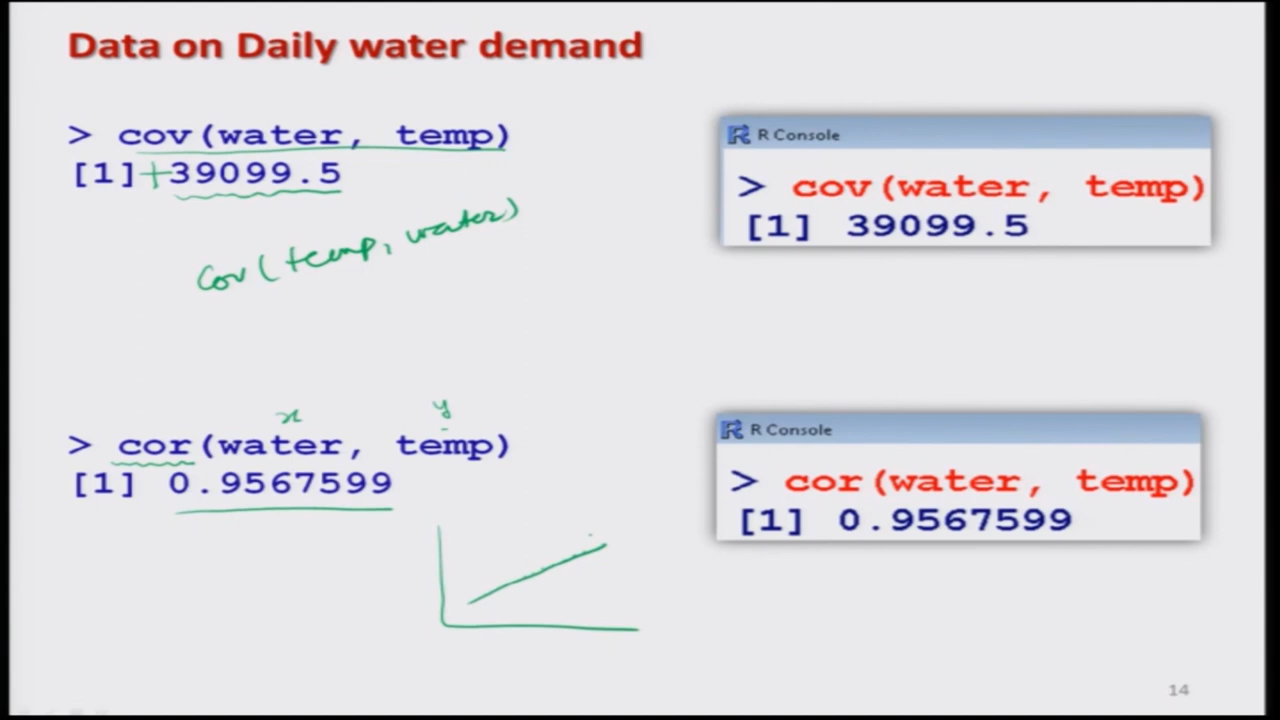 Data on Daily water demand
> cov(water, temp)
[1] +39099.5
cov(temp, water)
R Console
> cov(water, temp)
[1] 39099.5
x y
> cor(water, temp)
[1] 0.9567599
R Console
> cor(water, temp)
[1] 0.9567599
14